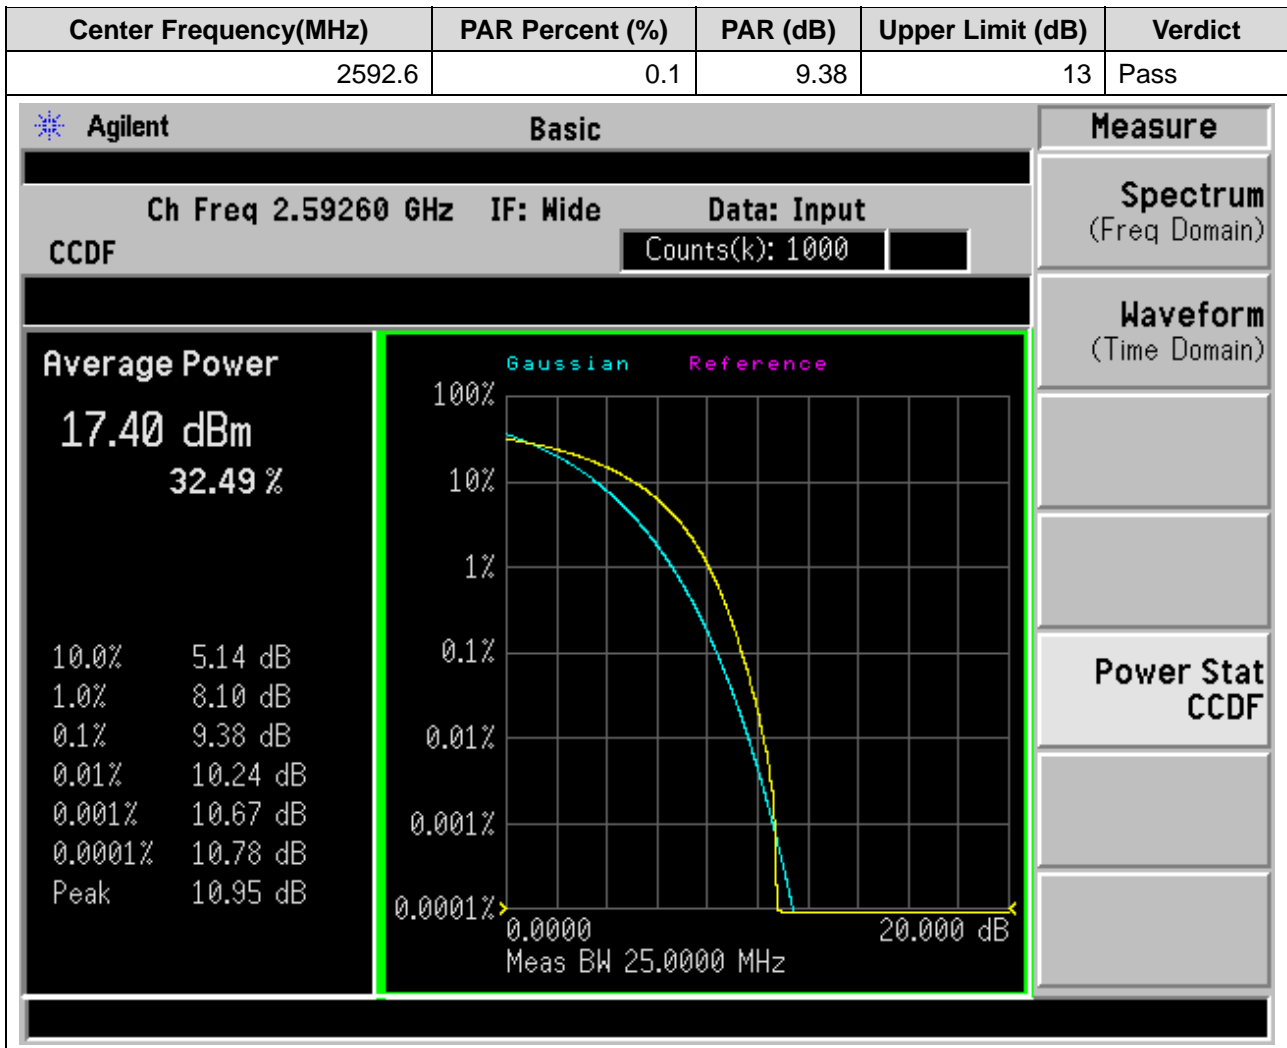 Center Frequency(MHz) PAR Percent (%) PAR (dB) Upper Limit (dB) Verdict
2592.6 0.1 9.38 13 Pass
Agilent Basic Measure
Ch Freq 2.59260 GHz IF: Wide Data: Input
CCDF Counts(k): 1000
Average Power
17.40 dBm
32.49 %
10.0% 5.14 dB
1.0% 8.10 dB
0.1% 9.38 dB
0.01% 10.24 dB
0.001% 10.67 dB
0.0001% 10.78 dB
Peak 10.95 dB
Gaussian Reference
100%
10%
1%
0.1%
0.01%
0.001%
0.0001%
0.0000 20.000 dB
Meas BW 25.0000 MHz
Spectrum
(Freq Domain)
Waveform
(Time Domain)
Power Stat
CCDF